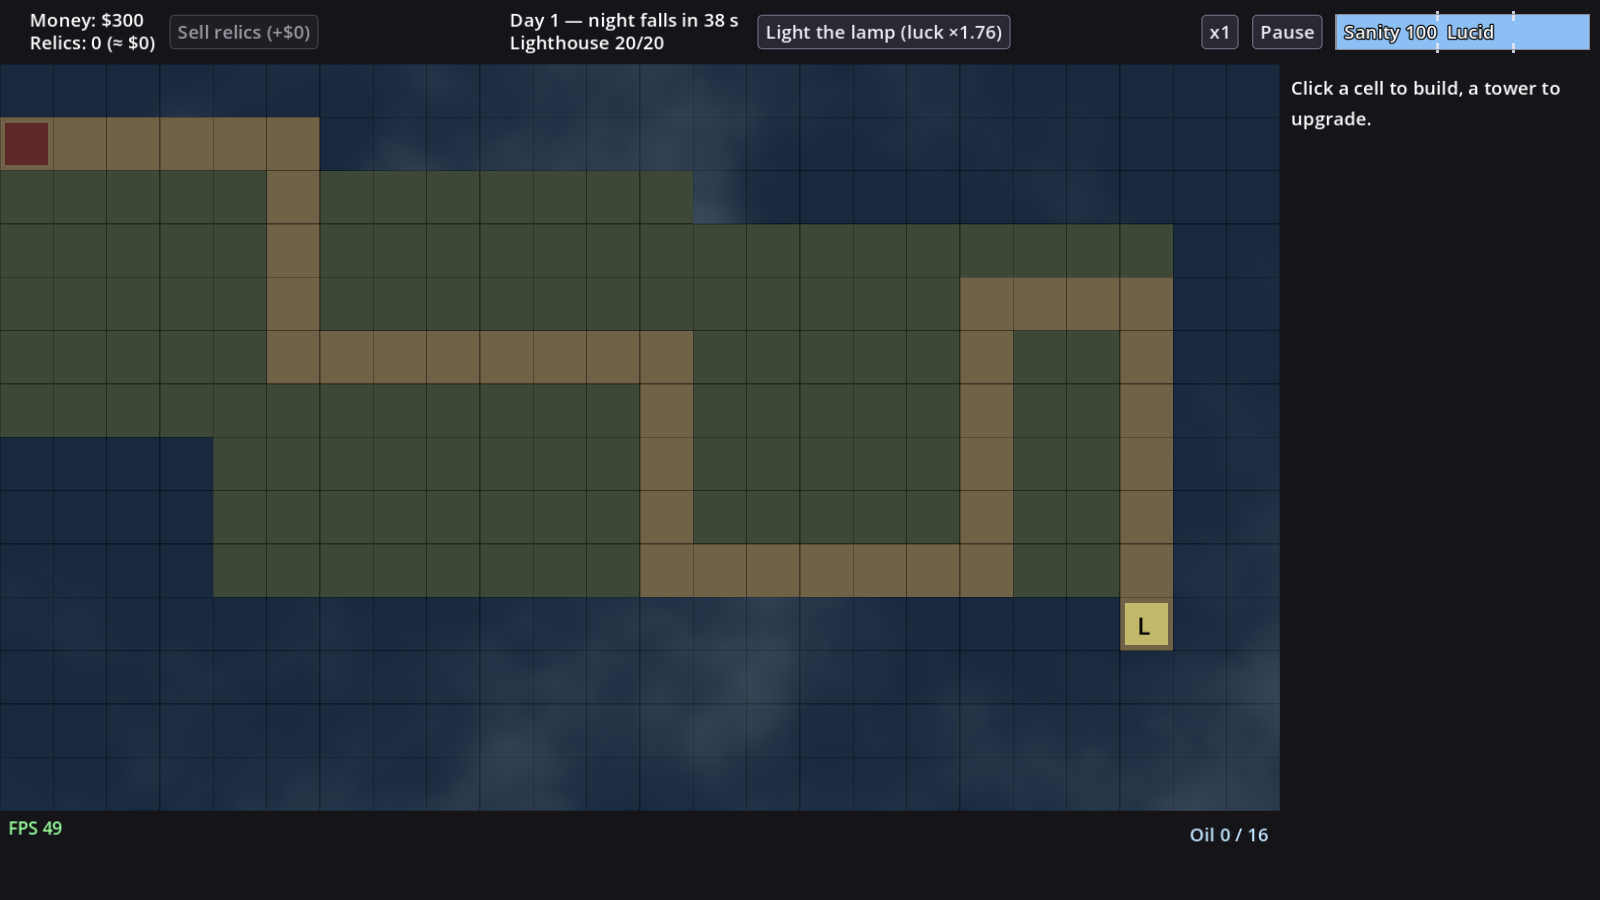 Money: $300
Relics: 0 (≈ $0)
Sell relics (+$0)
Day 1 — night falls in 38 s
Lighthouse 20/20
Light the lamp (luck ×1.76)
x1
Pause
Sanity 100 Lucid
Click a cell to build, a tower to
upgrade.
L
FPS 49
Oil 0 / 16